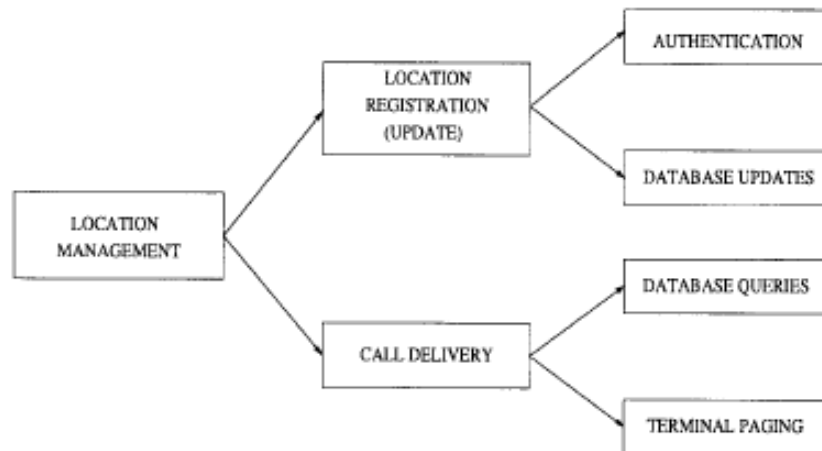 AUTHENTICATION
LOCATION
REGISTRATION
(UPDATE)
DATABASE UPDATES
LOCATION
MANAGEMENT
DATABASE QUERIES
CALL DELIVERY
TERMINAL PAGING